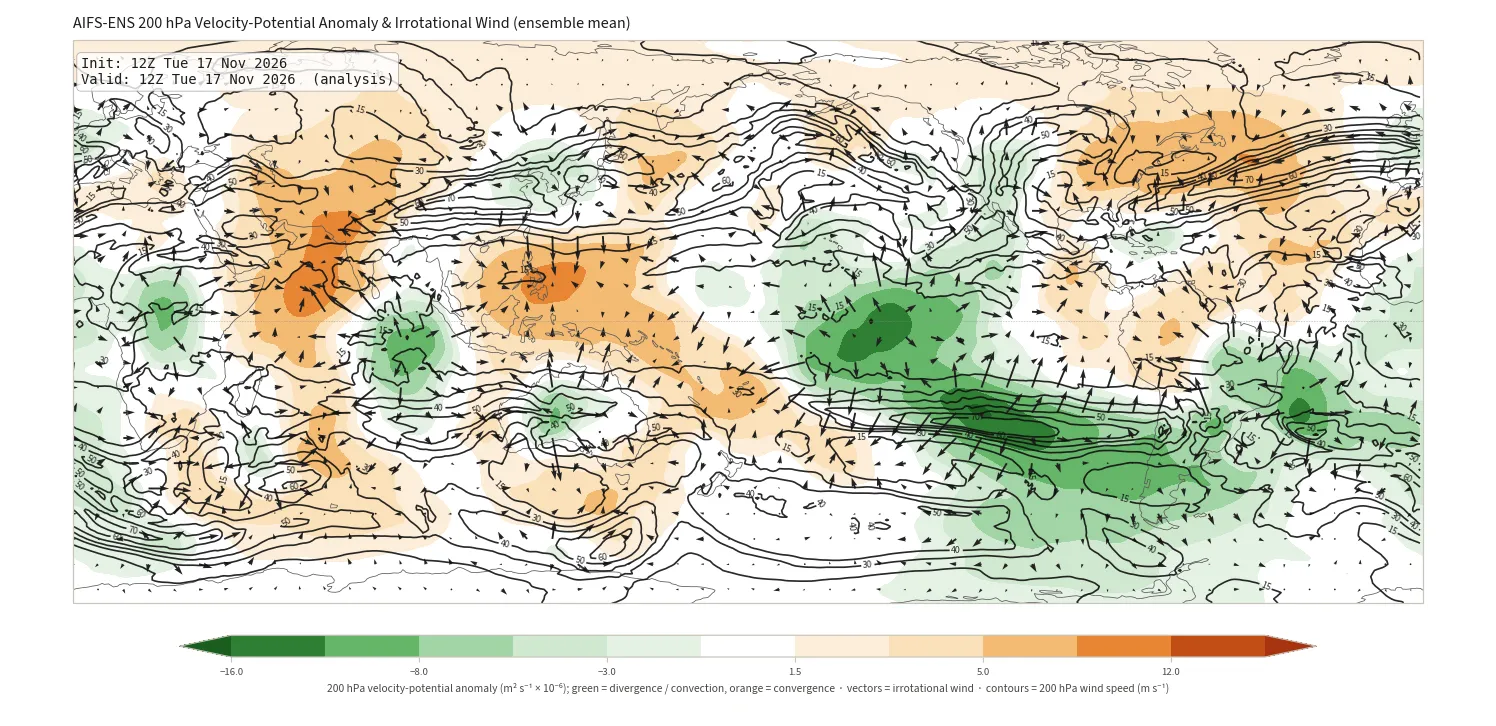 AIFS-ENS 200 hPa Velocity-Potential Anomaly & Irrotational Wind (ensemble mean)
Init: 12Z Tue 17 Nov 2026
Valid: 12Z Tue 17 Nov 2026  (analysis)
−16.0 −8.0 −3.0 1.5 5.0 12.0
200 hPa velocity-potential anomaly (m² s⁻¹ × 10⁻⁶); green = divergence / convection, orange = convergence · vectors = irrotational wind · contours = 200 hPa wind speed (m s⁻¹)